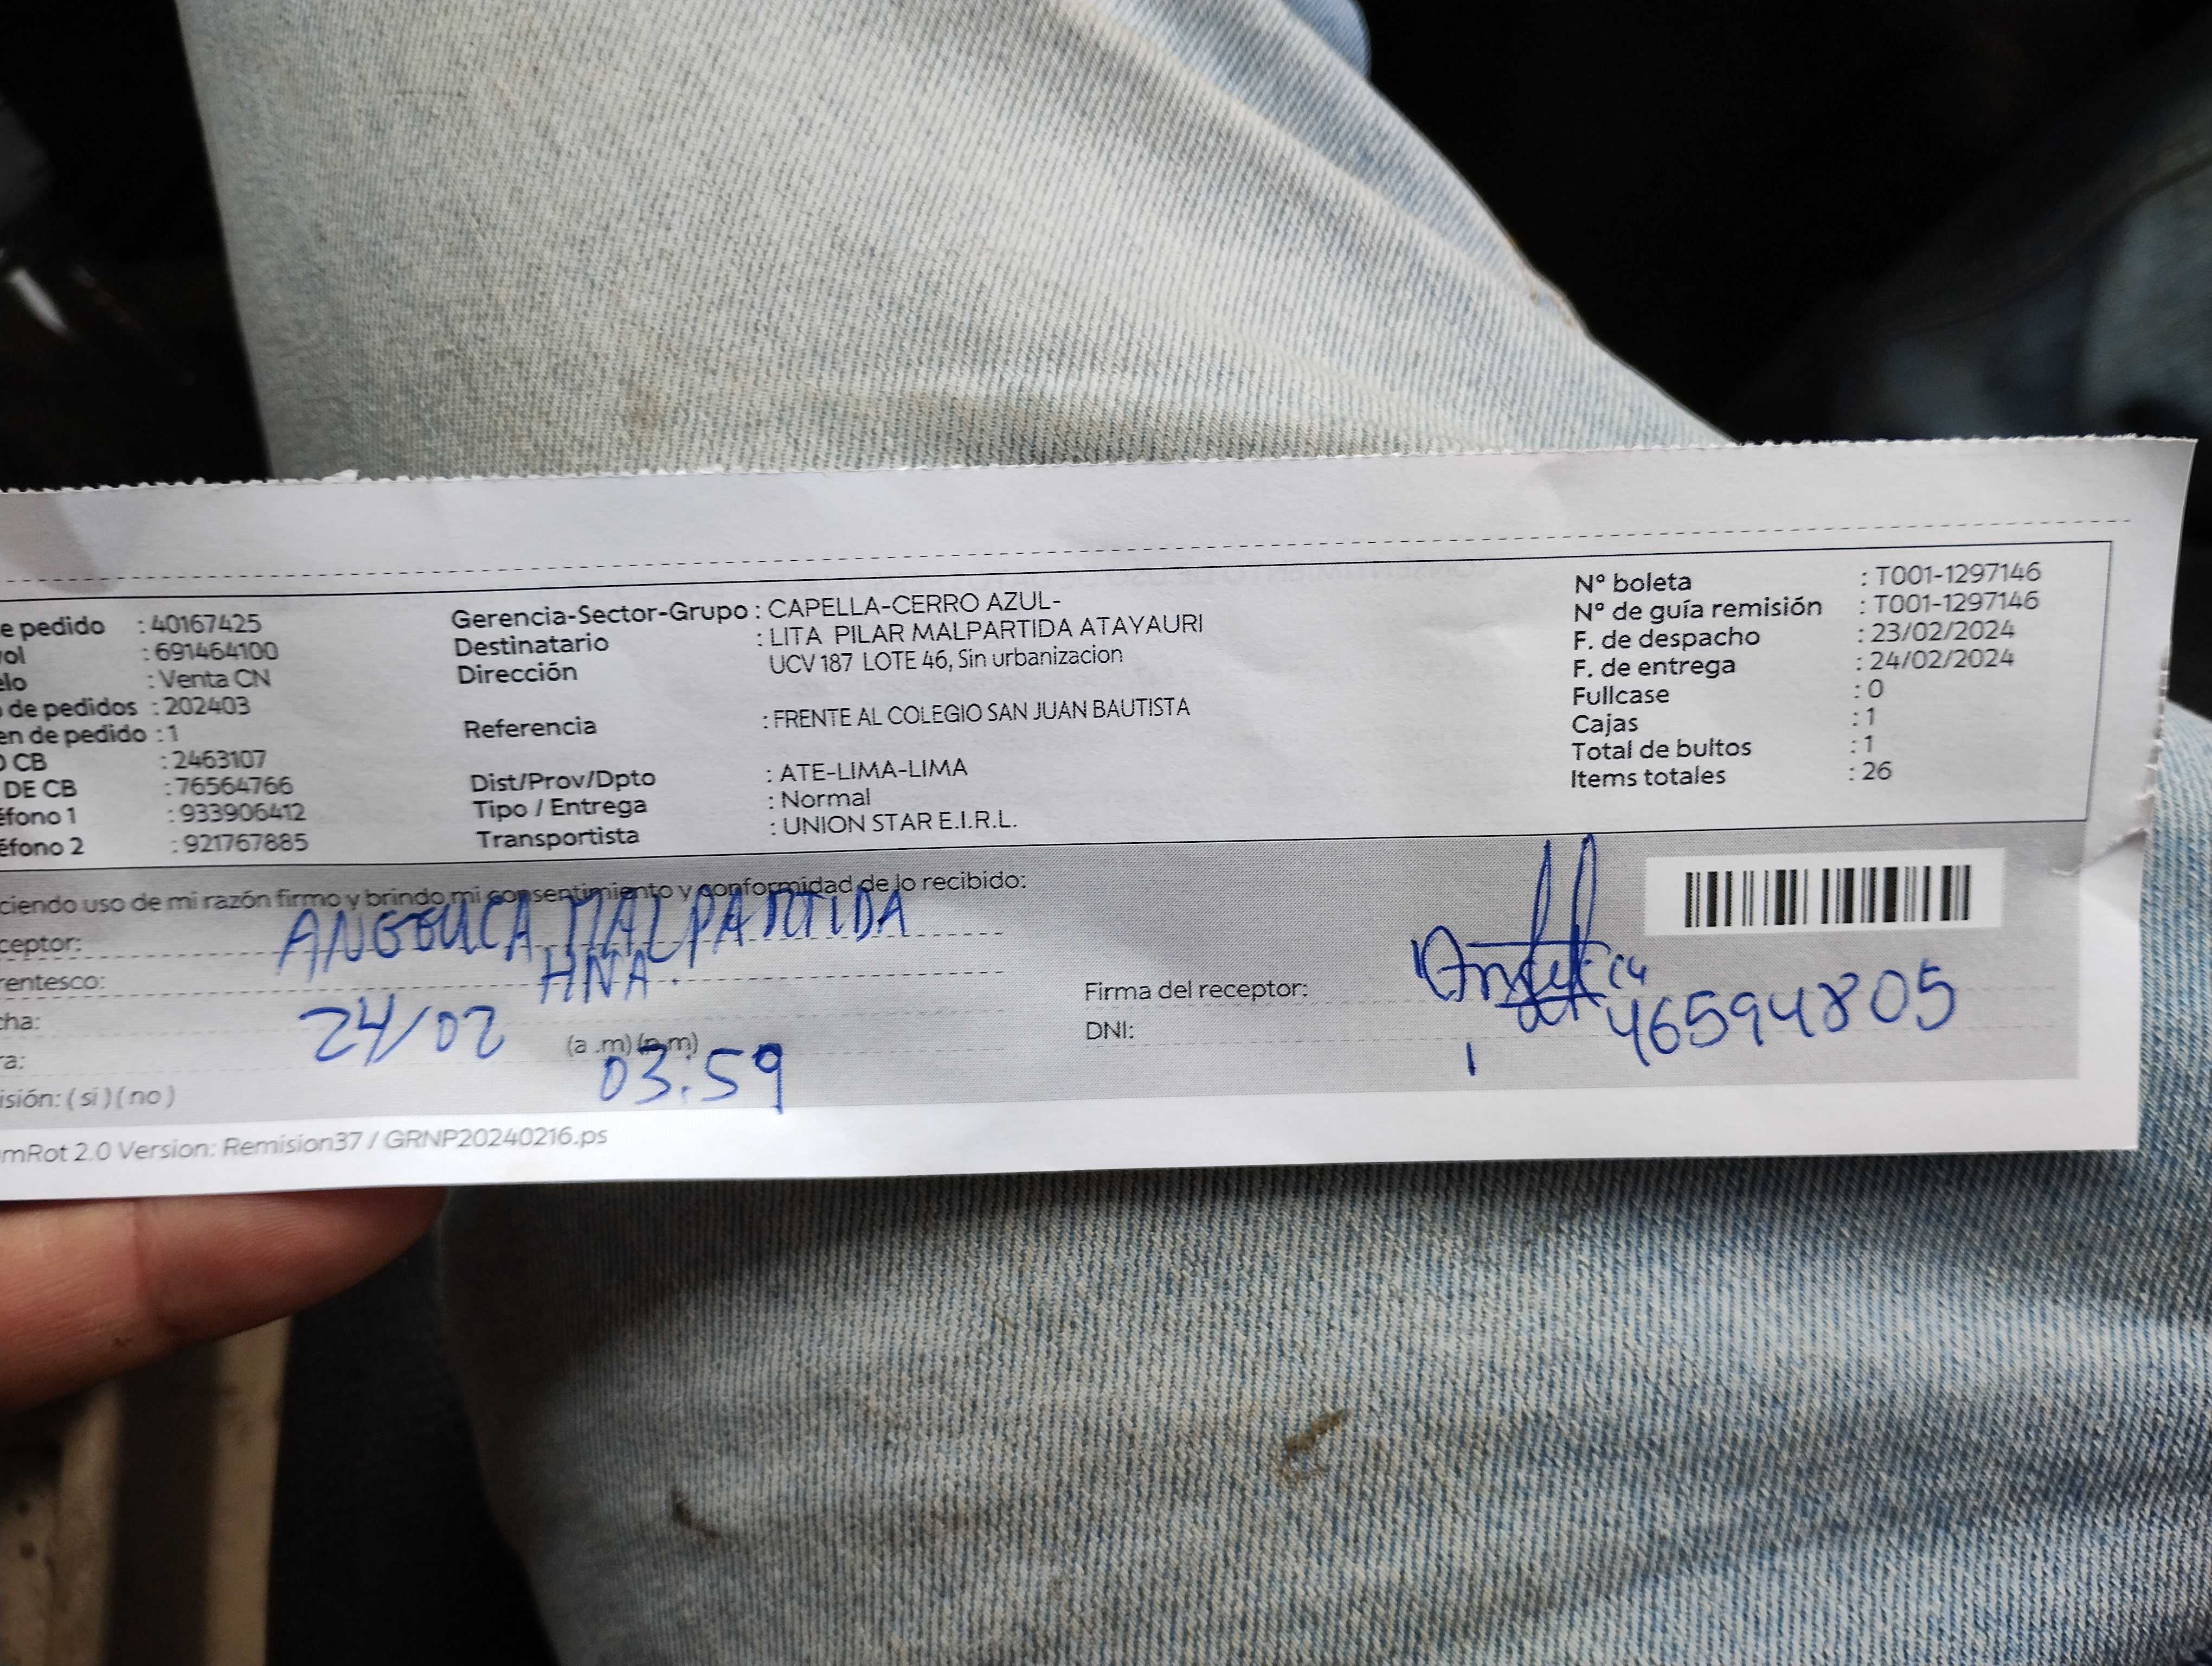 e pedido : 40167425
ol : 691464100
elo : Venta CN
de pedidos : 202403
en de pedido : 1
O CB : 2463107
DE CB : 76564766
éfono 1 : 933906412
éfono 2 : 921767885
Gerencia-Sector-Grupo : CAPELLA-CERRO AZUL-
Destinatario : LITA PILAR MALPARTIDA ATAYAURI
Dirección UCV 187 LOTE 46, Sin urbanizacion
Referencia : FRENTE AL COLEGIO SAN JUAN BAUTISTA
Dist/Prov/Dpto : ATE-LIMA-LIMA
Tipo / Entrega : Normal
Transportista : UNION STAR E.I.R.L.
N° boleta : T001-1297146
N° de guía remisión : T001-1297146
F. de despacho : 23/02/2024
F. de entrega : 24/02/2024
Fullcase : 0
Cajas : 1
Total de bultos : 1
Items totales : 26
ciendo uso de mi razón firmo y brindo mi consentimiento y conformidad de lo recibido:
ceptor: ANGELICA MALPARTIDA
rentesco: HNA.
cha: 24/02
ra: (a .m) (p.m) 03:59
isión: ( si ) ( no )
Firma del receptor: Angelica
DNI: 46594805
mRot 2.0 Version: Remision37 / GRNP20240216.ps